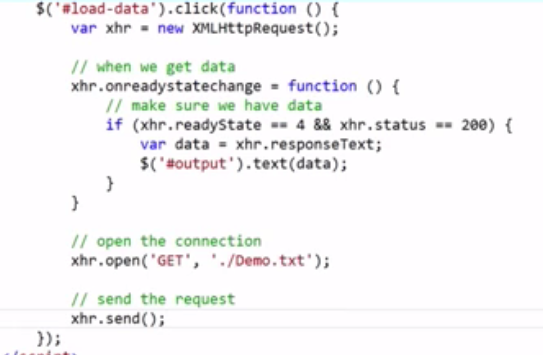 $('#load-data').click(function () {
    var xhr = new XMLHttpRequest();

    // when we get data
    xhr.onreadystatechange = function () {
        // make sure we have data
        if (xhr.readyState == 4 && xhr.status == 200) {
            var data = xhr.responseText;
            $('#output').text(data);
        }
    }

    // open the connection
    xhr.open('GET', './Demo.txt');

    // send the request
    xhr.send();
});